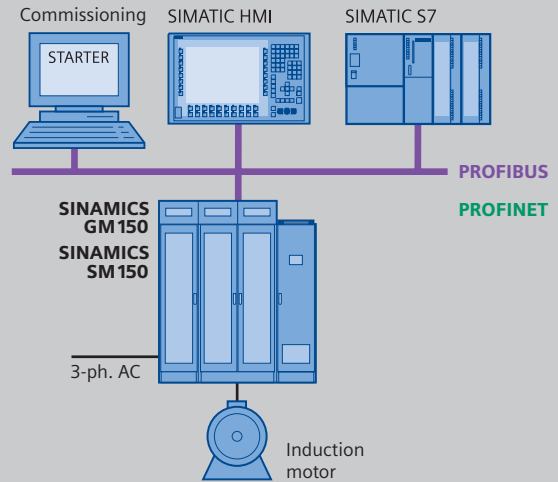 Commissioning
SIMATIC HMI
SIMATIC S7
STARTER
PROFIBUS
PROFINET
SINAMICS
GM150
SINAMICS
SM150
3-ph. AC
Induction
motor